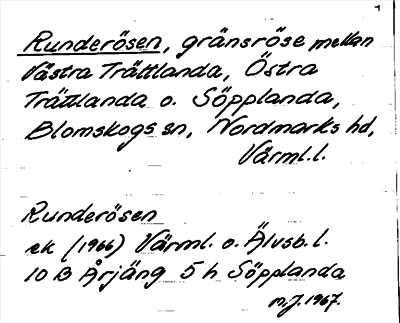 Runderösen, gränsröse mellan
Västra Trättlanda, Östra
Trättlanda o. Söpplanda,
Blomskogs sn, Nordmarks hd,
Värml.l.
Runderösen
ek (1966) Värml. o. Älvsb. l.
10 B Årjäng 5 h Söpplanda
M.J. 1967.